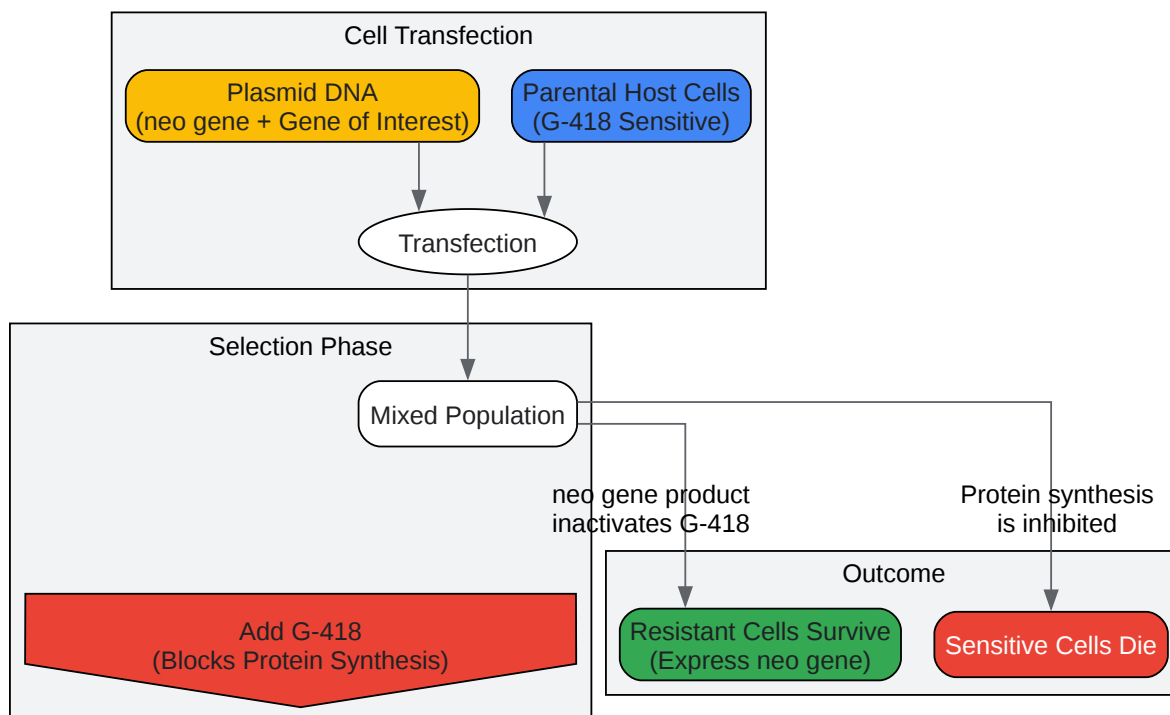 Cell Transfection
Plasmid DNA
(neo gene + Gene of Interest)
Parental Host Cells
(G-418 Sensitive)
Transfection
Selection Phase
Mixed Population
neo gene product
inactivates G-418
Protein synthesis
is inhibited
Add G-418
(Blocks Protein Synthesis)
Outcome
Resistant Cells Survive
(Express neo gene)
Sensitive Cells Die